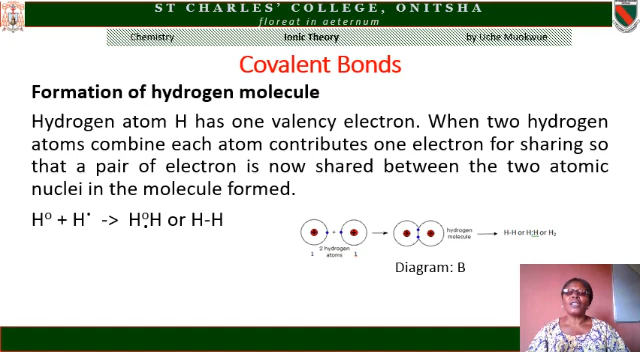 ST CHARLES' COLLEGE, ONITSHA
floreat in aeternum
Chemistry Ionic Theory by Uche Muokwue
Covalent Bonds
Formation of hydrogen molecule
Hydrogen atom H has one valency electron. When two hydrogen
atoms combine each atom contributes one electron for sharing so
that a pair of electron is now shared between the two atomic
nuclei in the molecule formed.
H° + H˙ -> H°.H or H-H
+ hydrogen molecule H-H or H:H or H₂
1 2 hydrogen atoms 1
Diagram: B